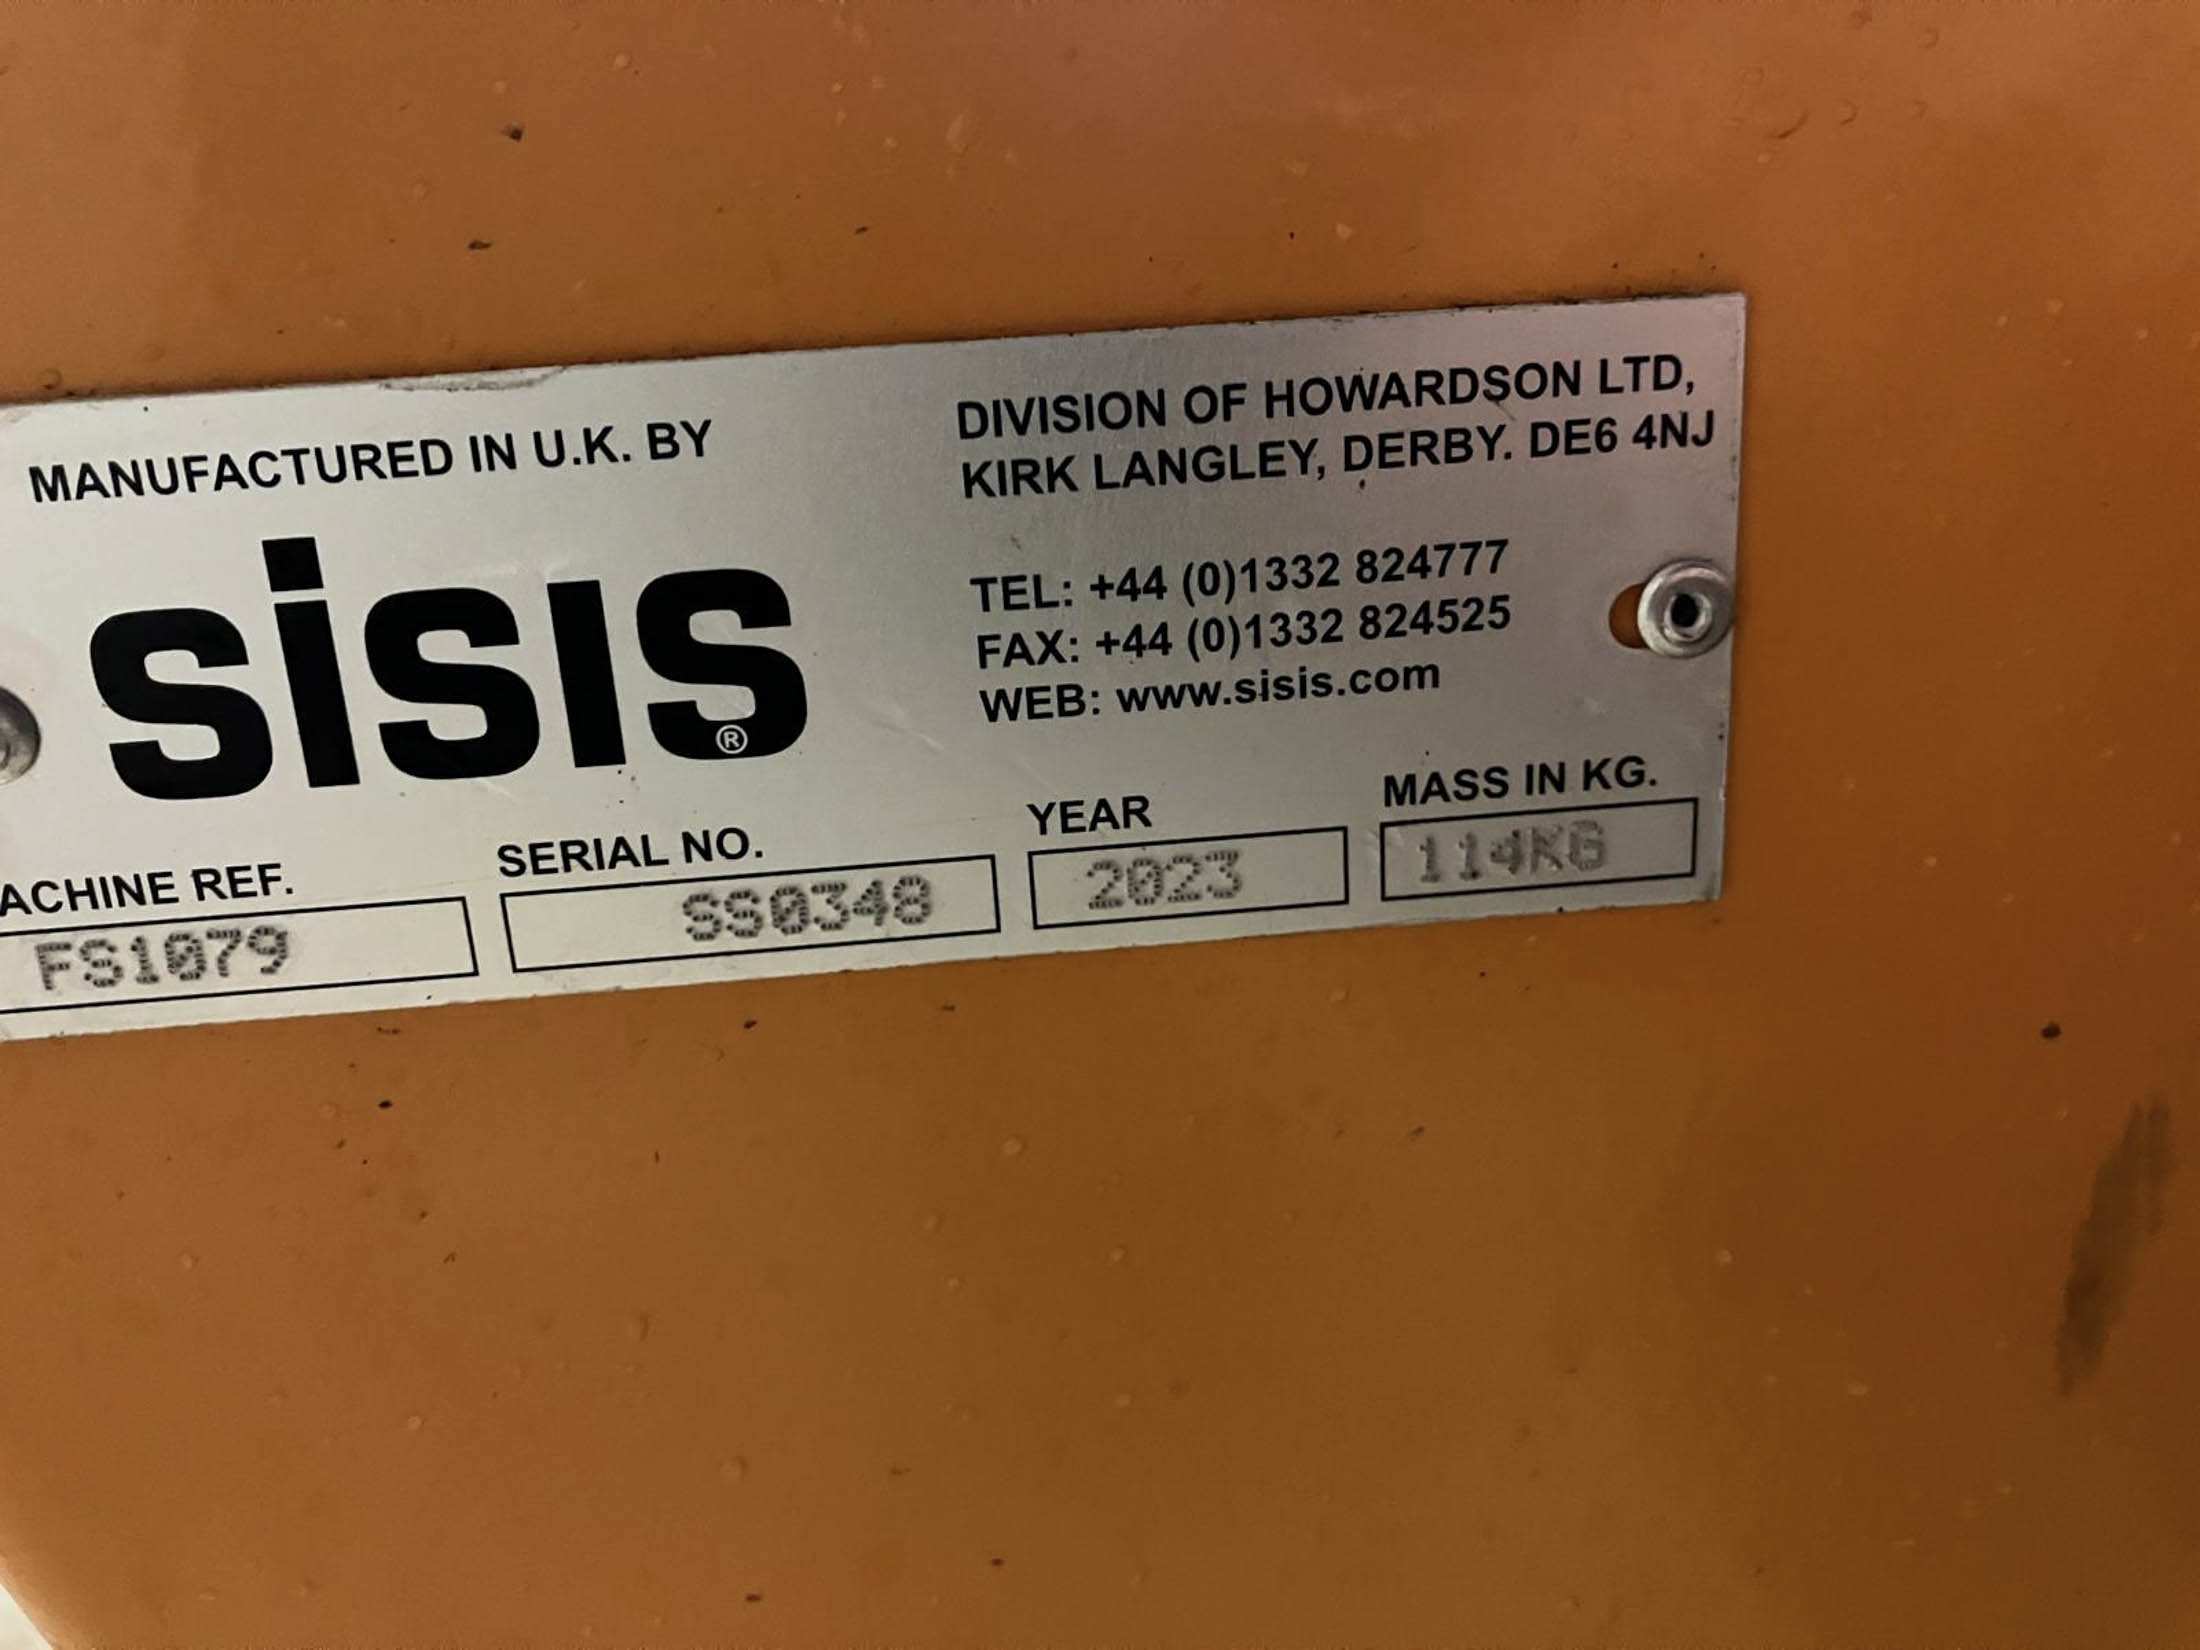 MANUFACTURED IN U.K. BY
sisis®
DIVISION OF HOWARDSON LTD,
KIRK LANGLEY, DERBY. DE6 4NJ
TEL: +44 (0)1332 824777
FAX: +44 (0)1332 824525
WEB: www.sisis.com
ACHINE REF.
FS1079
SERIAL NO.
SS0348
YEAR
2023
MASS IN KG.
114KG